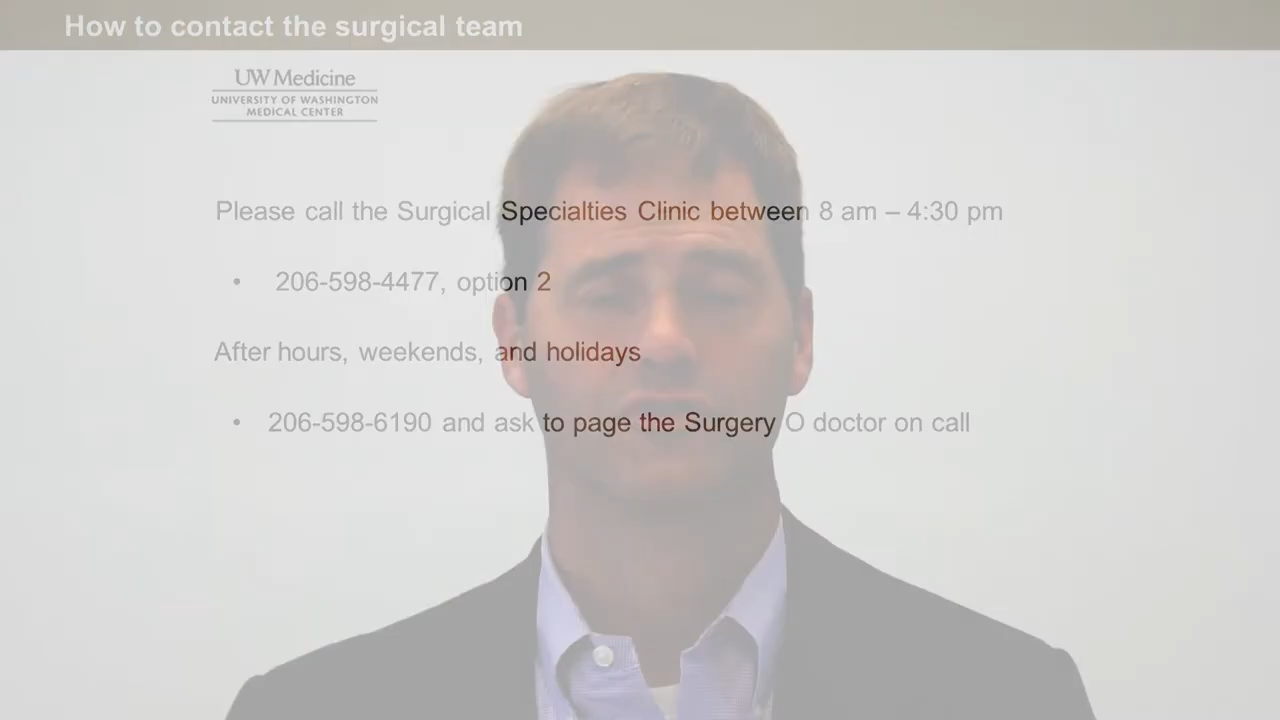 How to contact the surgical team
UW Medicine
UNIVERSITY OF WASHINGTON
MEDICAL CENTER
Please call the Surgical Specialties Clinic between 8 am – 4:30 pm
• 206-598-4477, option 2
After hours, weekends, and holidays
• 206-598-6190 and ask to page the Surgery O doctor on call